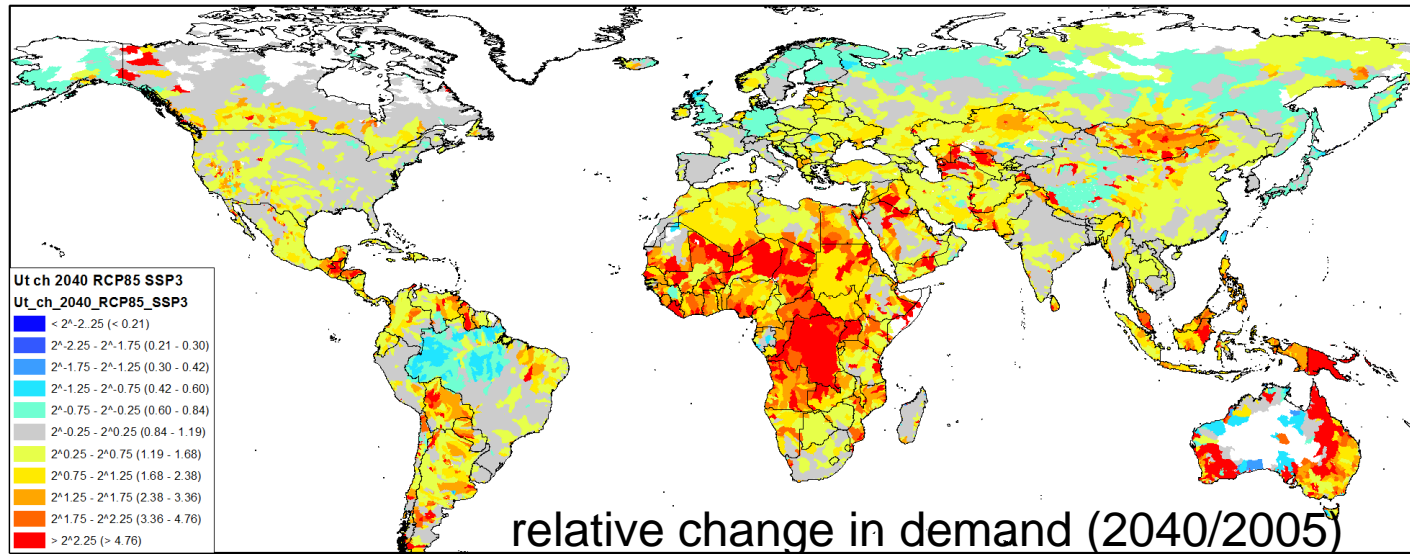 Ut ch 2040 RCP85 SSP3
Ut_ch_2040_RCP85_SSP3
< 2^-2..25 (< 0.21)
2^-2.25 - 2^-1.75 (0.21 - 0.30)
2^-1.75 - 2^-1.25 (0.30 - 0.42)
2^-1.25 - 2^-0.75 (0.42 - 0.60)
2^-0.75 - 2^-0.25 (0.60 - 0.84)
2^-0.25 - 2^0.25 (0.84 - 1.19)
2^0.25 - 2^0.75 (1.19 - 1.68)
2^0.75 - 2^1.25 (1.68 - 2.38)
2^1.25 - 2^1.75 (2.38 - 3.36)
2^1.75 - 2^2.25 (3.36 - 4.76)
> 2^2.25 (> 4.76)
relative change in demand (2040/2005)